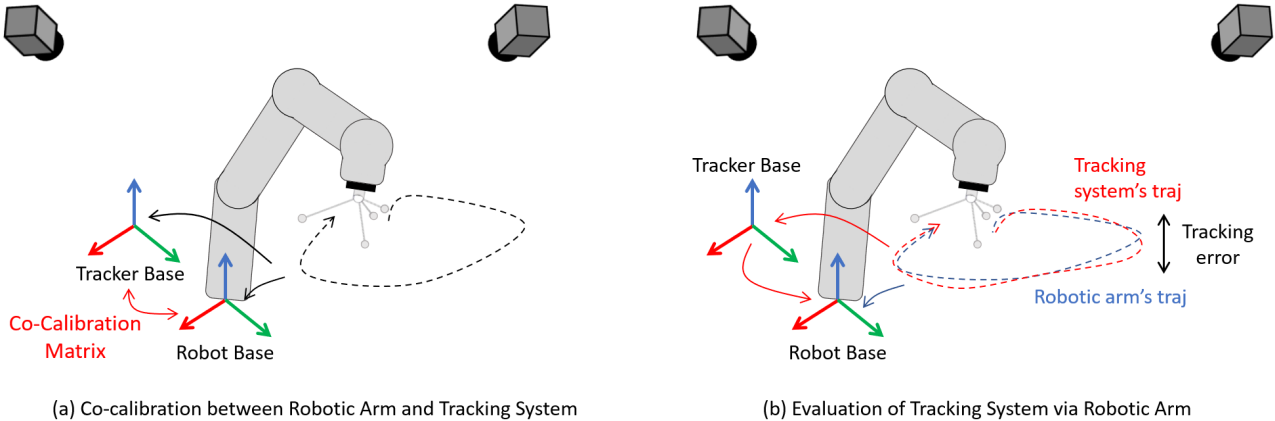 Tracker Base
Co-Calibration
Matrix
Robot Base
(a) Co-calibration between Robotic Arm and Tracking System
Tracker Base
Tracking
system's traj
Tracking
error
Robotic arm's traj
Robot Base
(b) Evaluation of Tracking System via Robotic Arm